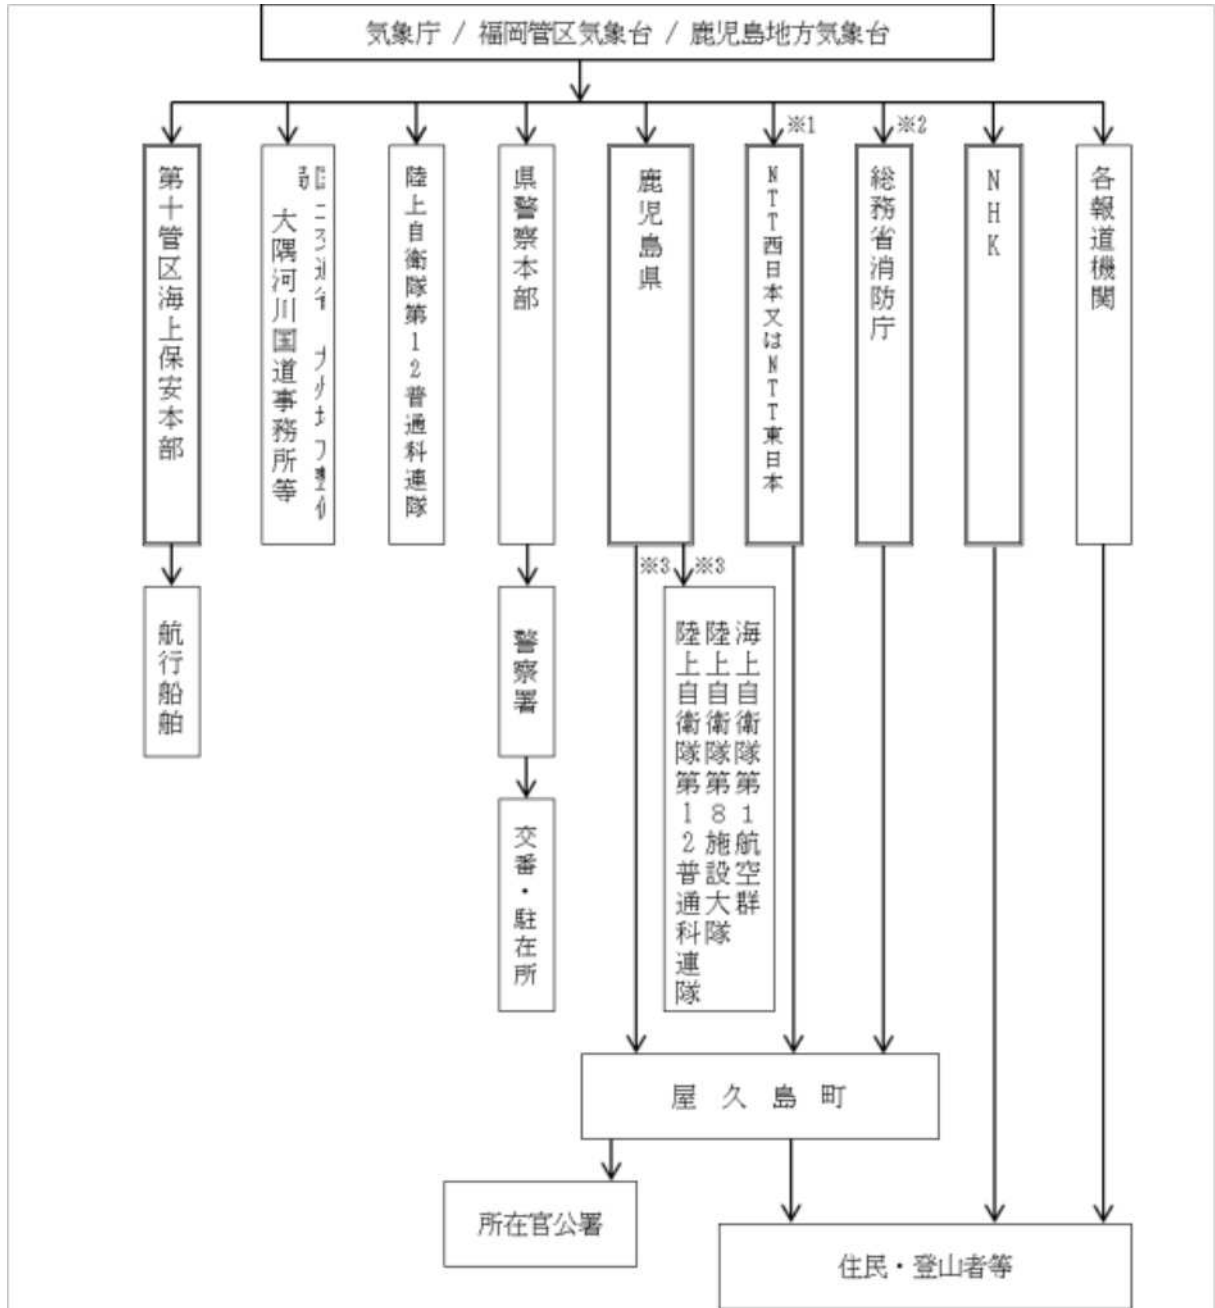 気象庁 / 福岡管区気象台 / 鹿児島地方気象台
※1
※2
第十管区海上保安本部
局
大隅河川国道事務所等
陸上自衛隊第12普通科連隊
県警察本部
鹿児島県
NTT西日本又はNTT東日本
総務省消防庁
NHK
各報道機関
※3
※3
航行船舶
警察署
海上自衛隊第1航空群
陸上自衛隊第8施設大隊
陸上自衛隊第12普通科連隊
交番・駐在所
屋久島町
所在官公署
住民・登山者等